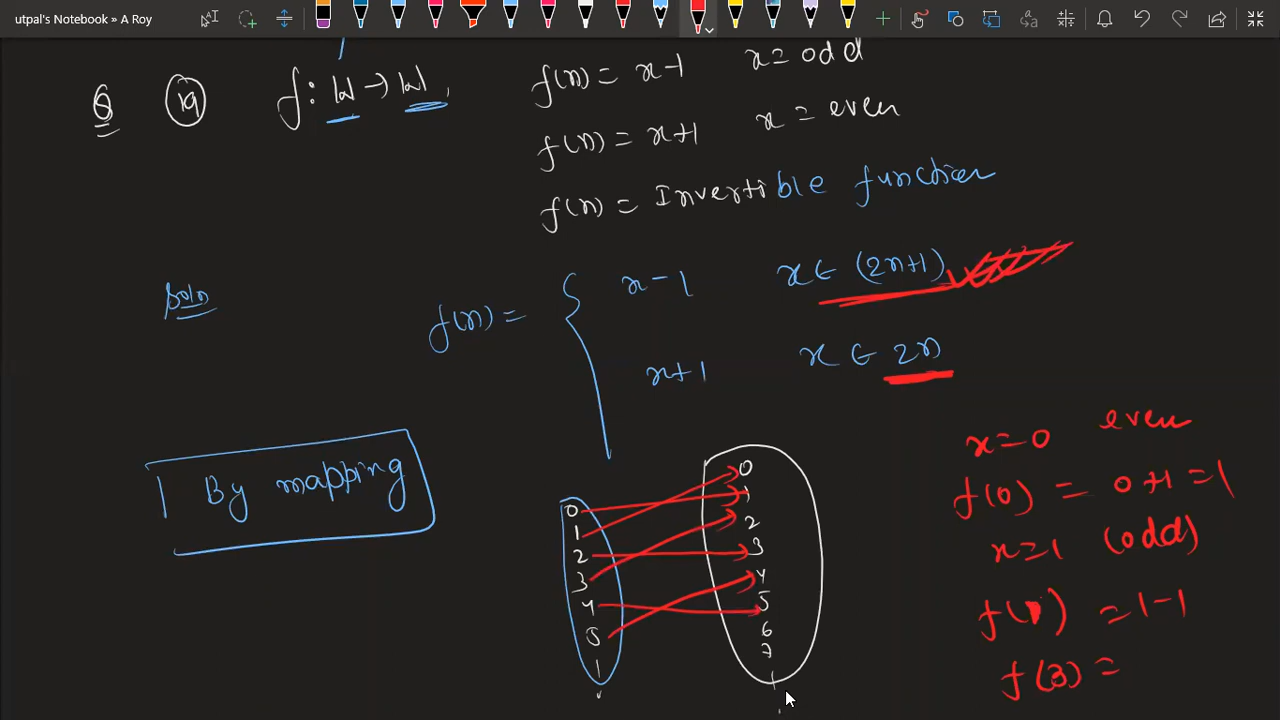 utpal's Notebook » A Roy
Q 19 f: W → W, f(x) = x-1 x = odd
f(x) = x+1 x = even
f(x) = Invertible function
Soln f(x) = { x-1 x ∈ (2n+1)
x+1 x ∈ 2n
By mapping
0
1
2
3
4
5
0
1
2
3
4
5
6
7
x=0 even
f(0) = 0+1=1
x=1 (odd)
f(1) = 1-1
f(3) =